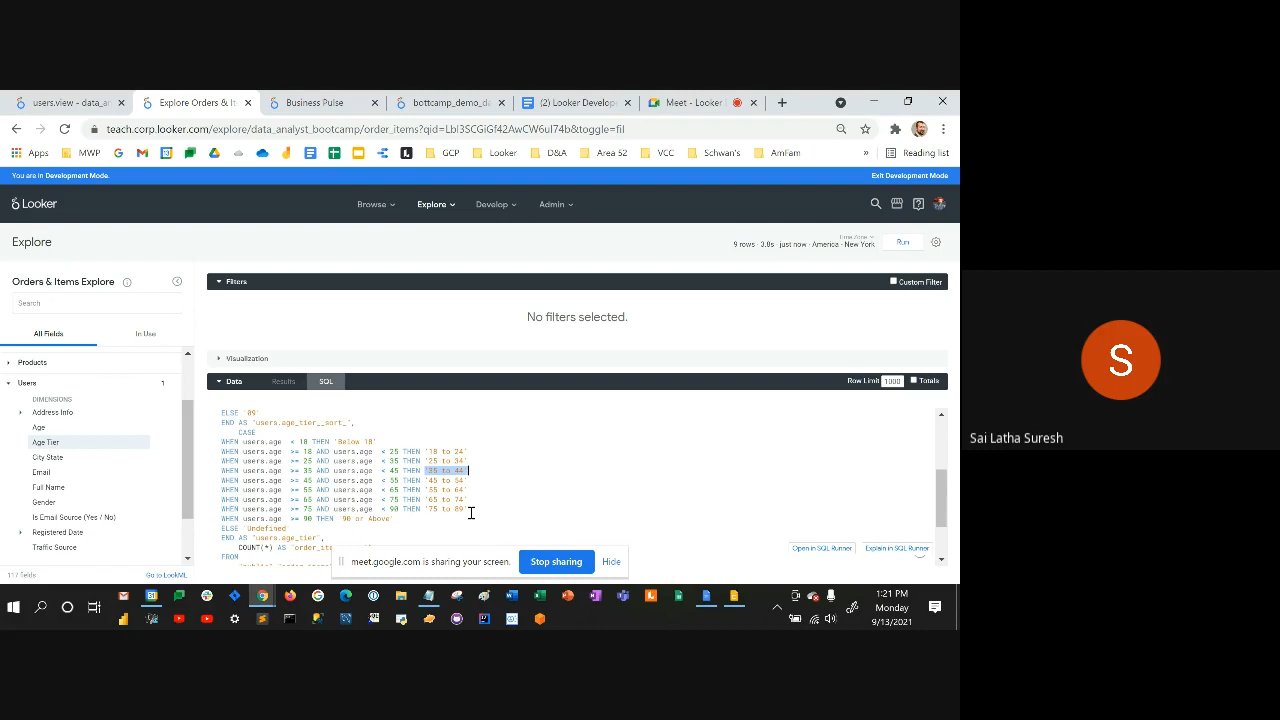 users.view - data_a
Explore Orders & It
Business Pulse
bottcamp_demo_da
(2) Looker Develop
Meet - Looker
teach.corp.looker.com/explore/data_analyst_bootcamp/order_items?qid=LbI3SCGiGf42AwCW6uI74b&toggle=fil
Apps
MWP
GCP
Looker
D&A
Area 52
VCC
Schwan's
AmFam
»
Reading list
You are in Development Mode.
Exit Development Mode
Looker
Browse
Explore
Develop
Admin
Explore
9 rows · 3.8s · just now ·
Time Zone
America - New York
Run
Orders & Items Explore
Search
All Fields
In Use
Products
Users 1
DIMENSIONS
Address Info
Age
Age Tier
City State
Email
Full Name
Gender
Is Email Source (Yes / No)
Registered Date
Traffic Source
117 fields
Go to LookML
Filters
Custom Filter
No filters selected.
Visualization
Data
Results
SQL
Row Limit 1000
Totals
ELSE '09'
END AS "users.age_tier__sort_",
CASE
WHEN users.age < 18 THEN 'Below 18'
WHEN users.age >= 18 AND users.age < 25 THEN '18 to 24'
WHEN users.age >= 25 AND users.age < 35 THEN '25 to 34'
WHEN users.age >= 35 AND users.age < 45 THEN '35 to 44'
WHEN users.age >= 45 AND users.age < 55 THEN '45 to 54'
WHEN users.age >= 55 AND users.age < 65 THEN '55 to 64'
WHEN users.age >= 65 AND users.age < 75 THEN '65 to 74'
WHEN users.age >= 75 AND users.age < 90 THEN '75 to 89'
WHEN users.age >= 90 THEN '90 or Above'
ELSE 'Undefined'
END AS "users.age_tier",
COUNT(*) AS "order_ite
FROM
Open in SQL Runner
Explain in SQL Runner
meet.google.com is sharing your screen.
Stop sharing
Hide
1:21 PM
Monday
9/13/2021
S
Sai Latha Suresh